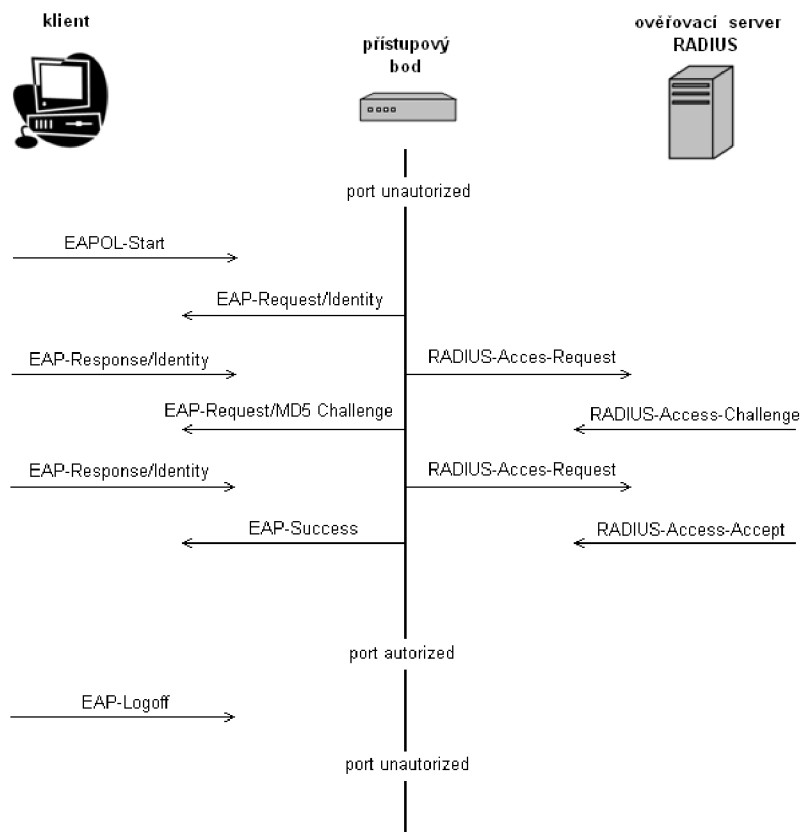 klient
přístupový
bod
ověřovací server
RADIUS
port unautorized
EAPOL-Start
EAP-Request/Identity
EAP-Response/Identity
RADIUS-Acces-Request
EAP-Request/MD5 Challenge
RADIUS-Access-Challenge
EAP-Response/Identity
RADIUS-Acces-Request
EAP-Success
RADIUS-Access-Accept
port autorized
EAP-Logoff
port unautorized